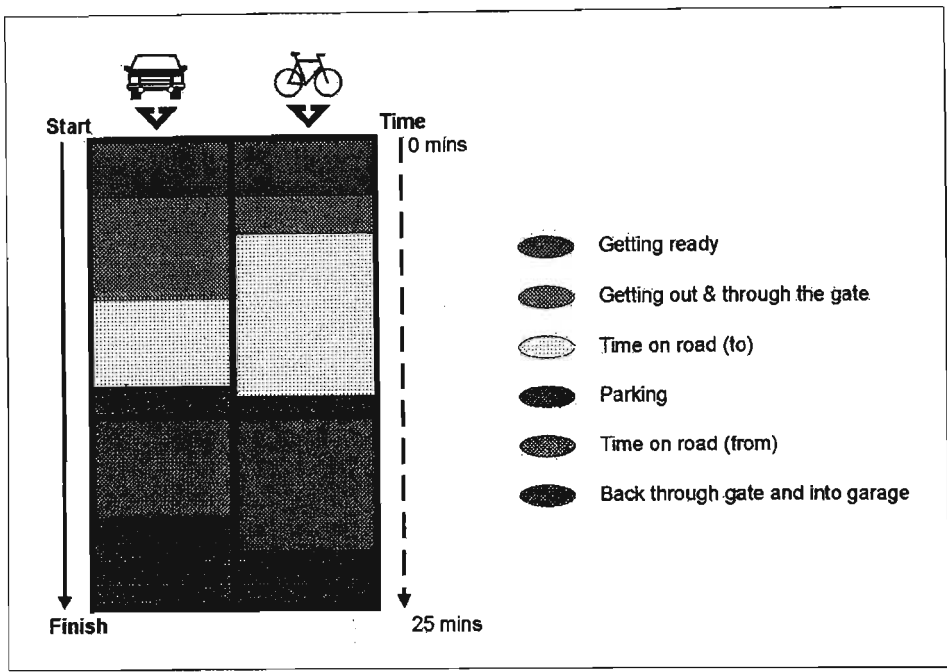 Start
Time
0 mins
Getting ready
Getting out & through the gate
Time on road (to)
Parking
Time on road (from)
Back through gate and into garage
Finish
25 mins